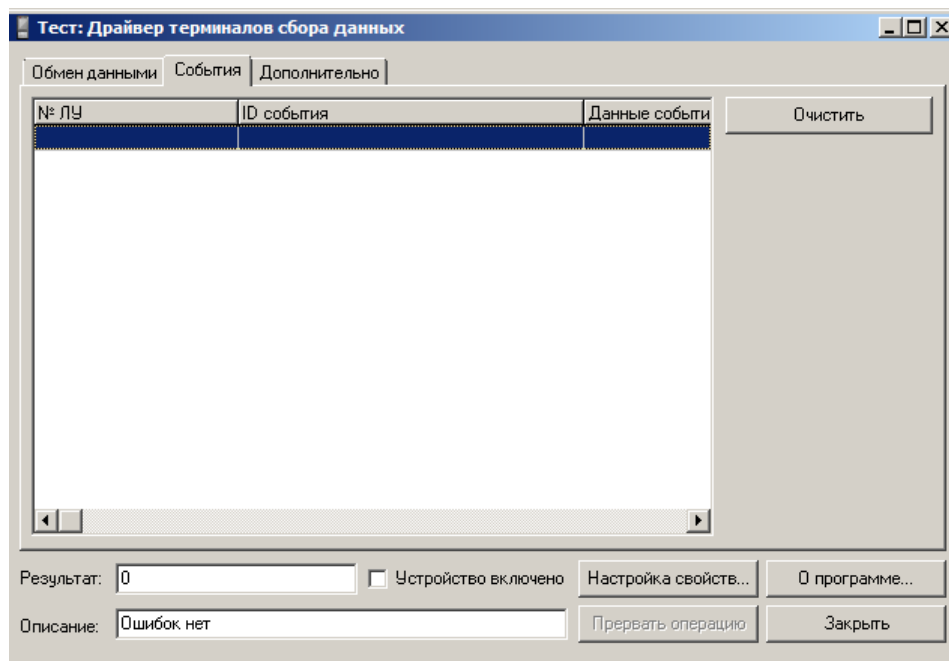 Тест: Драйвер терминалов сбора данных
Обмен данными События Дополнительно
№ ЛУ ID события Данные событи Очистить
Результат: 0 Устройство включено Настройка свойств... О программе...
Описание: Ошибок нет Прервать операцию Закрыть